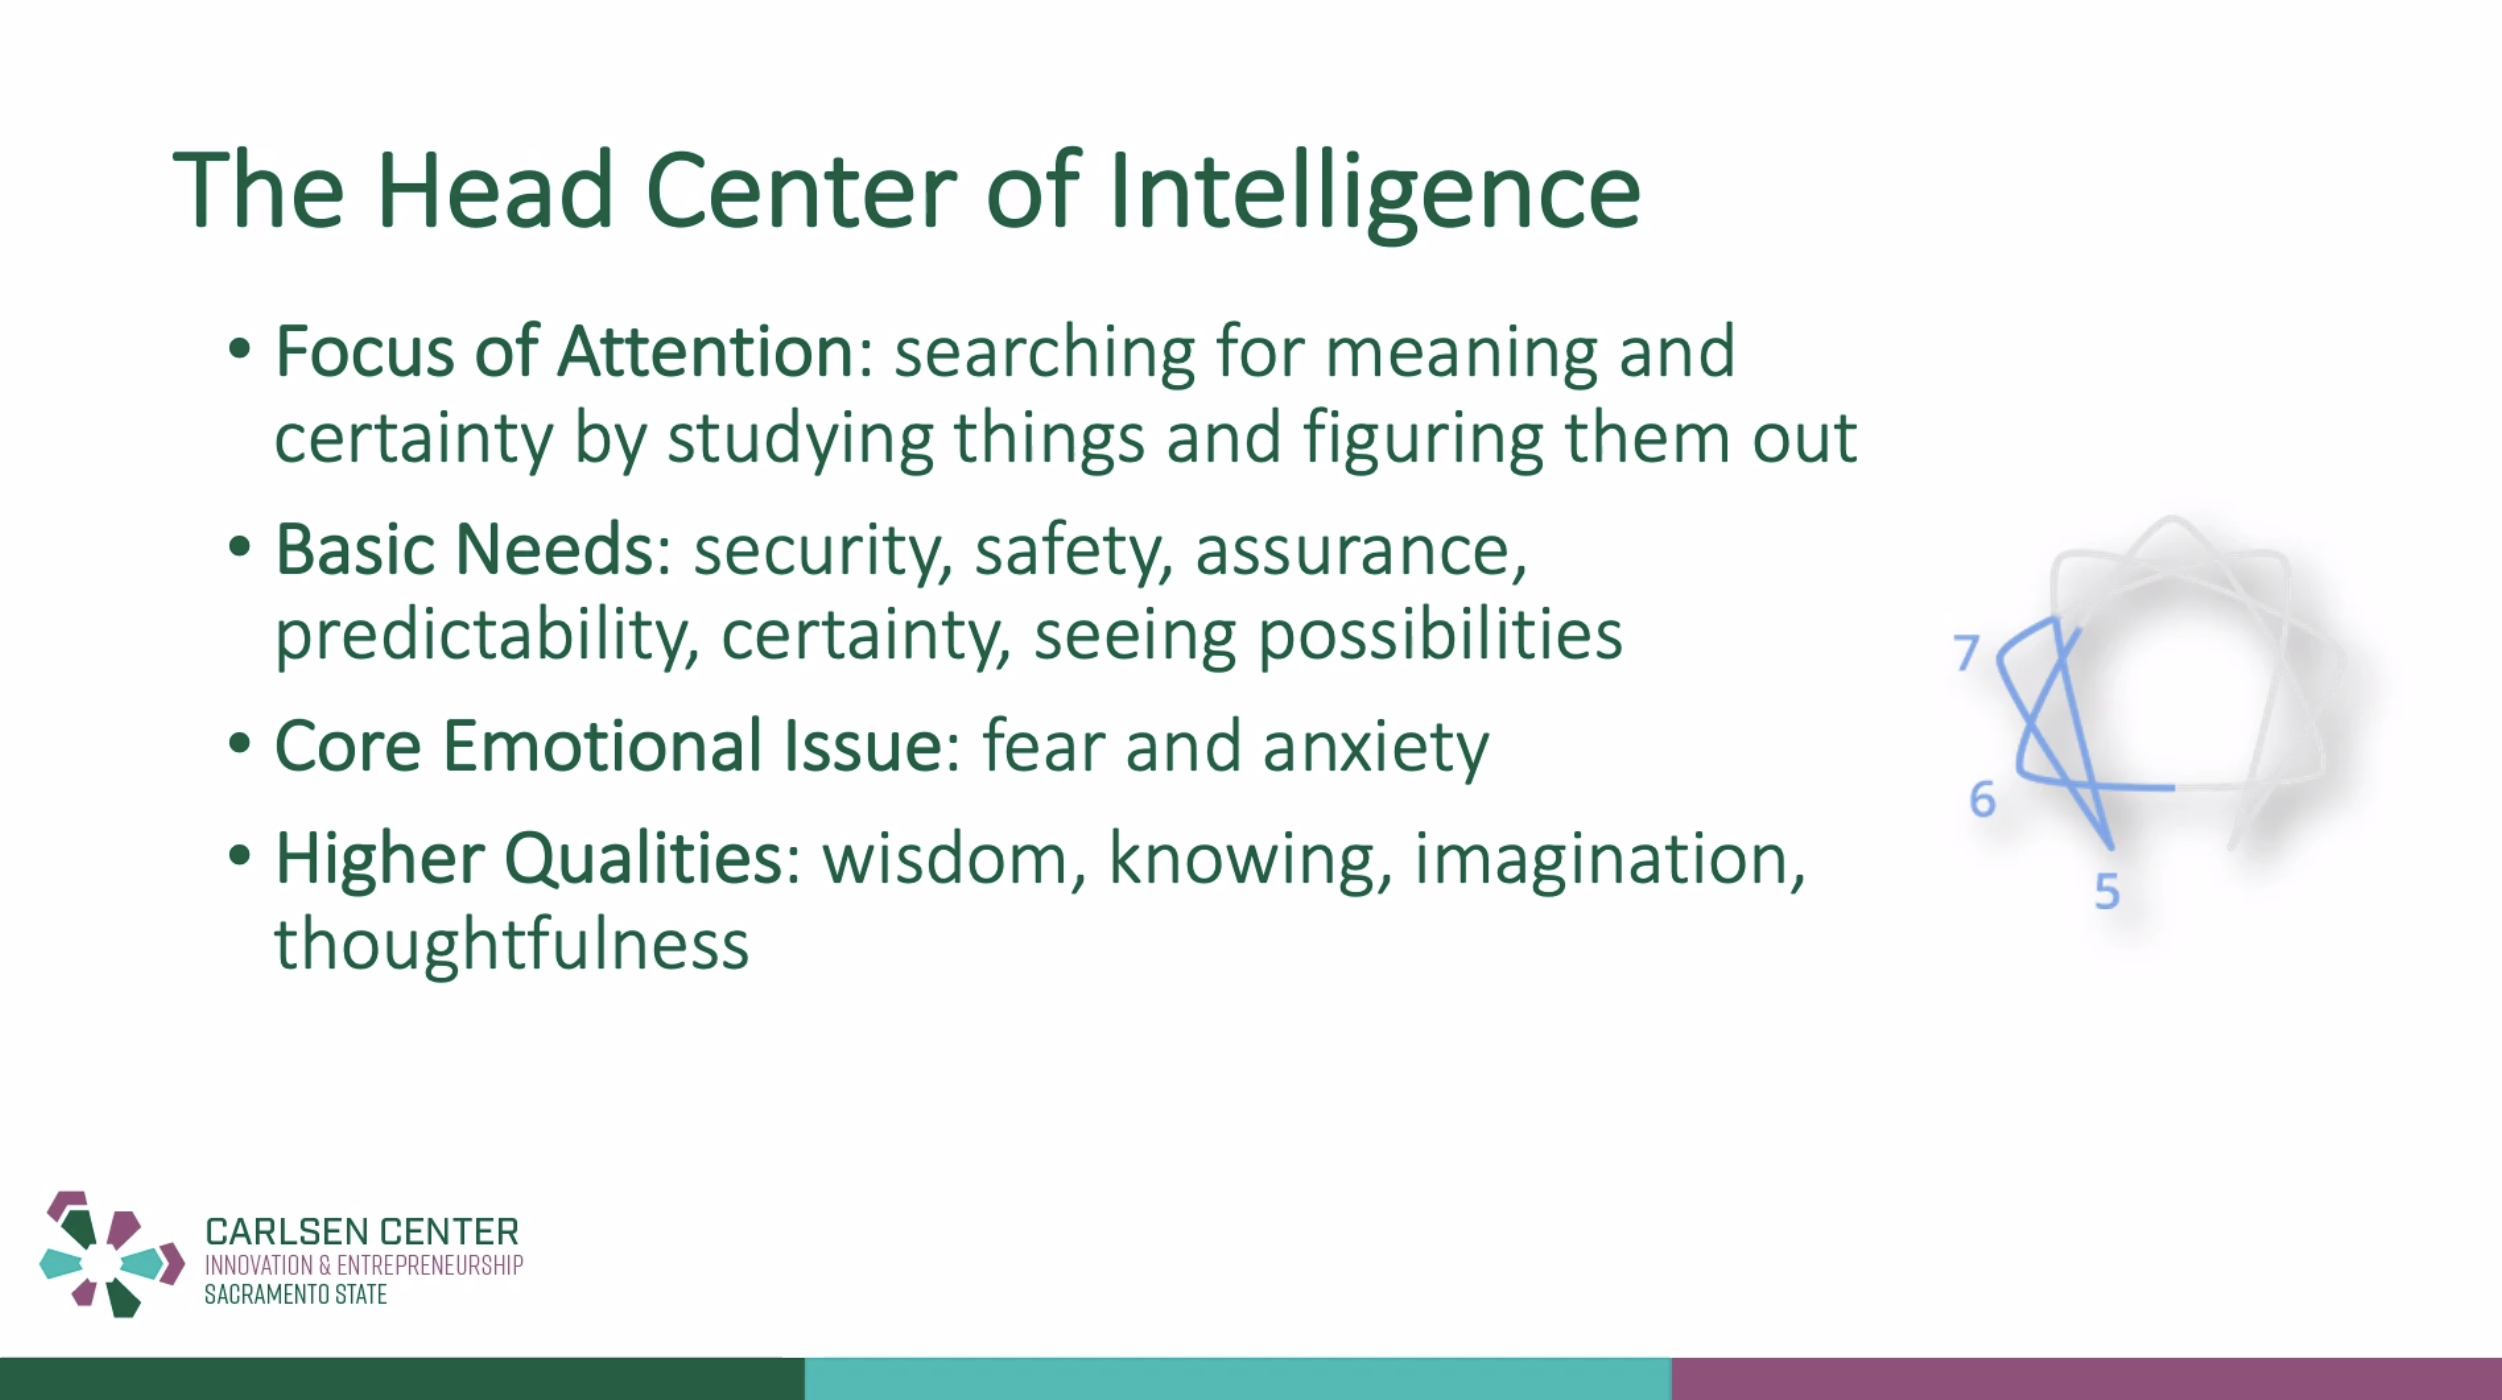 The Head Center of Intelligence
• Focus of Attention: searching for meaning and
certainty by studying things and figuring them out
• Basic Needs: security, safety, assurance,
predictability, certainty, seeing possibilities
• Core Emotional Issue: fear and anxiety
• Higher Qualities: wisdom, knowing, imagination,
thoughtfulness
7
6
5
CARLSEN CENTER
INNOVATION & ENTREPRENEURSHIP
SACRAMENTO STATE